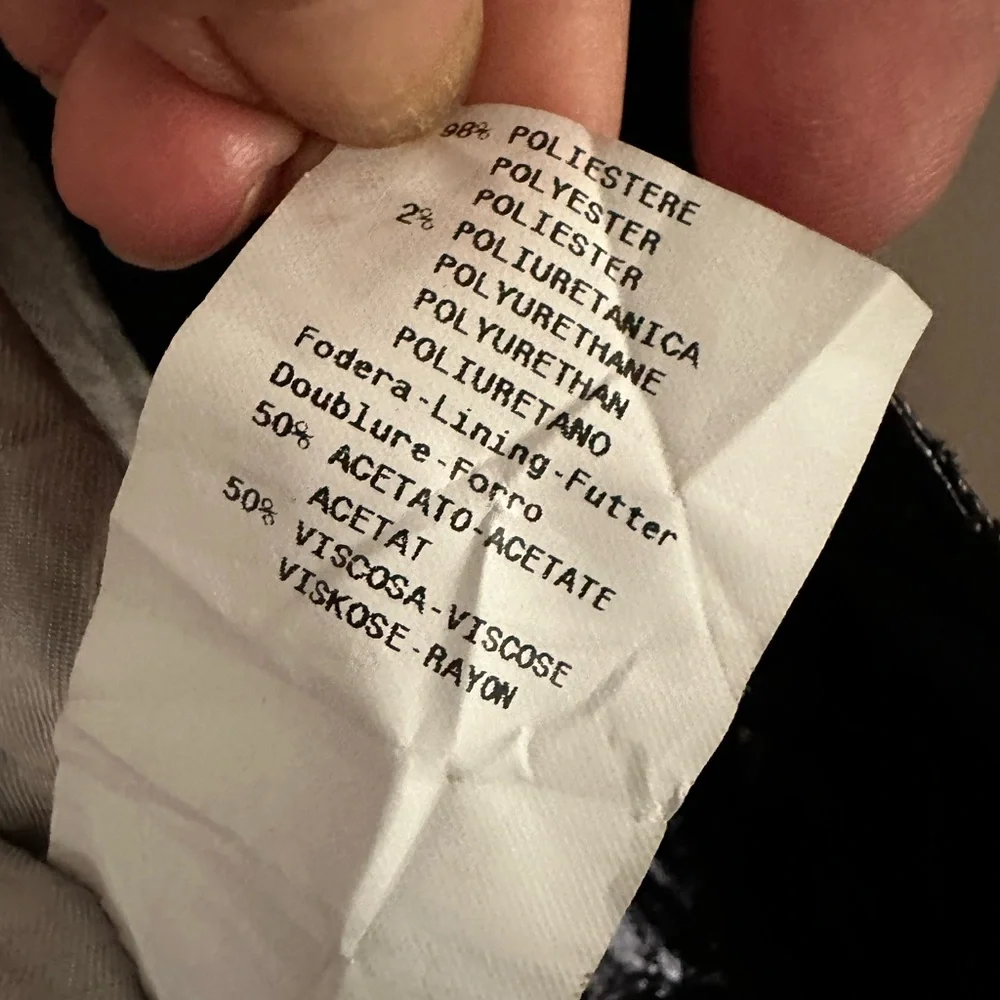 98% POLIESTERE
POLYESTER
POLIESTER
2% POLIURETANICA
POLYURETHANE
POLYURETHAN
POLIURETANO
Fodera-Lining-Futter
Doublure-Forro
50% ACETATO-ACETATE
ACETAT
50% VISCOSA-VISCOSE
VISKOSE-RAYON